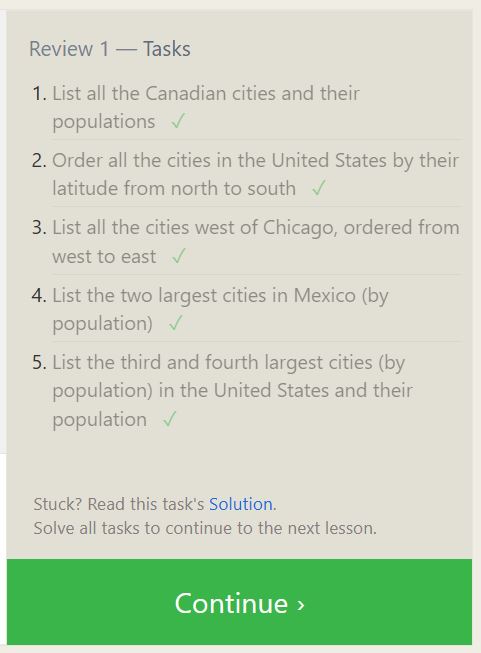 Review 1 — Tasks
1. List all the Canadian cities and their
populations ✓
2. Order all the cities in the United States by their
latitude from north to south ✓
3. List all the cities west of Chicago, ordered from
west to east ✓
4. List the two largest cities in Mexico (by
population) ✓
5. List the third and fourth largest cities (by
population) in the United States and their
population ✓
Stuck? Read this task's Solution.
Solve all tasks to continue to the next lesson.
Continue ›